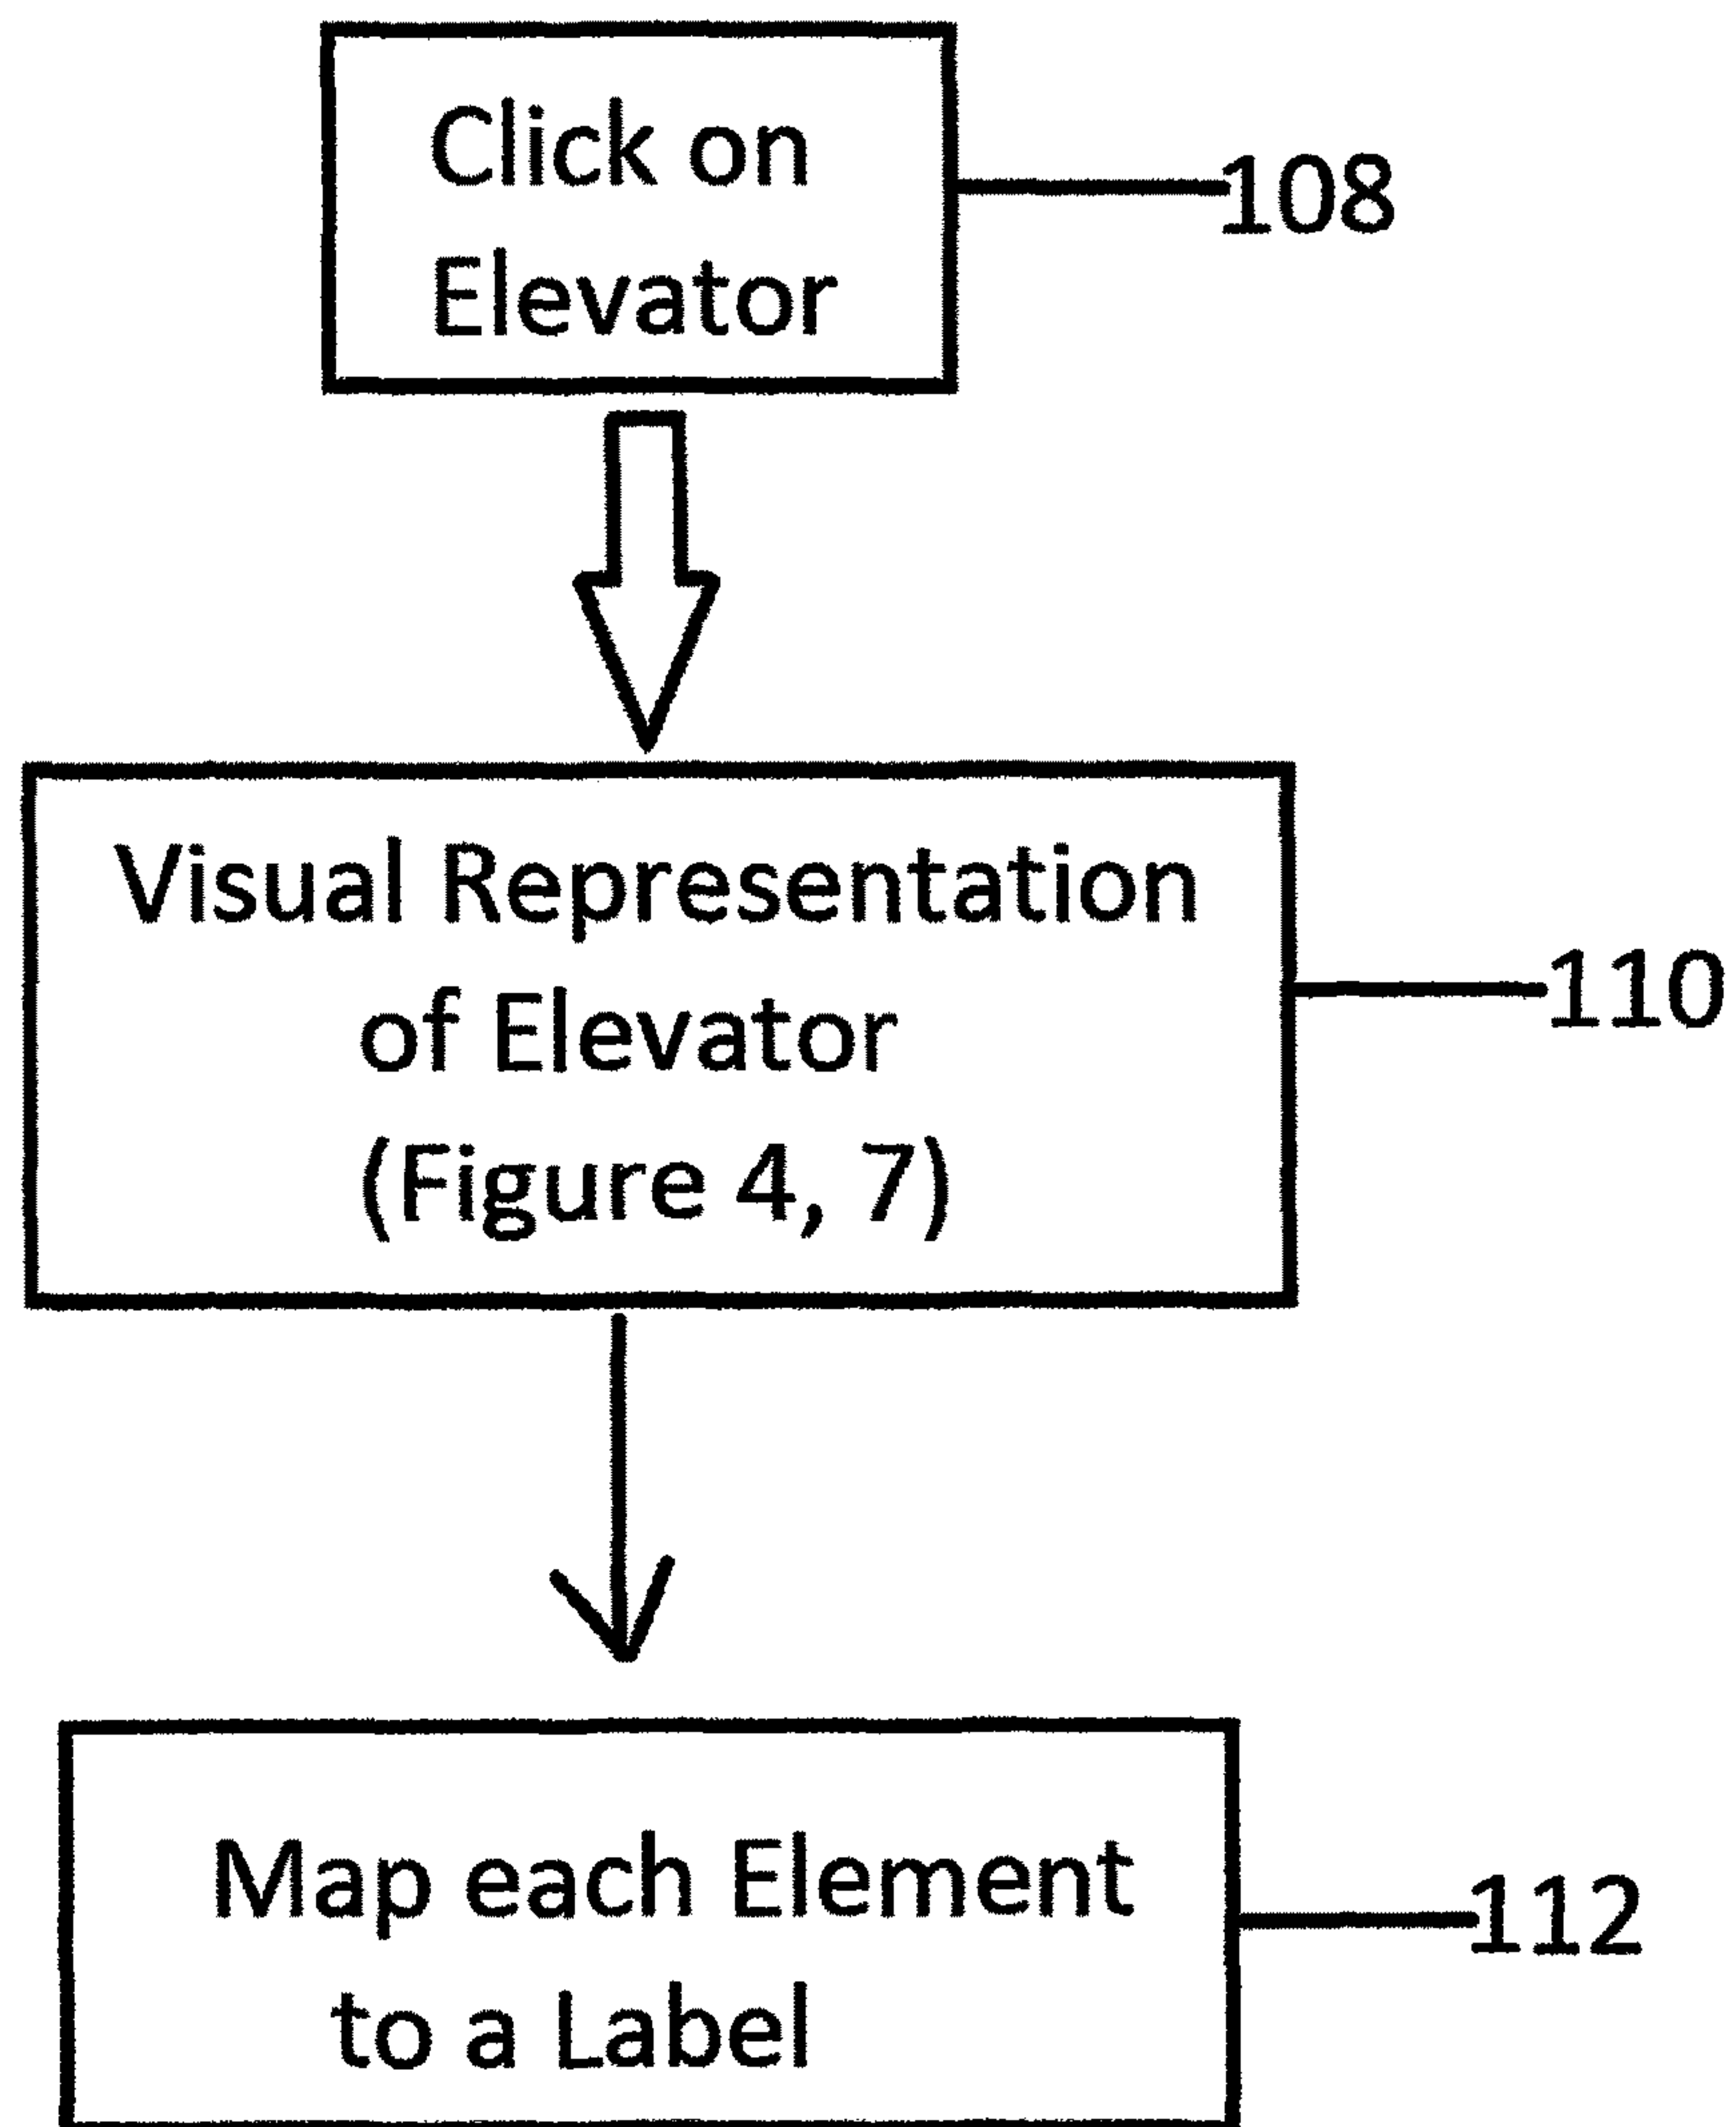 Click on
Elevator
108
Visual Representation
of Elevator
(Figure 4, 7)
110
Map each Element
to a Label
112